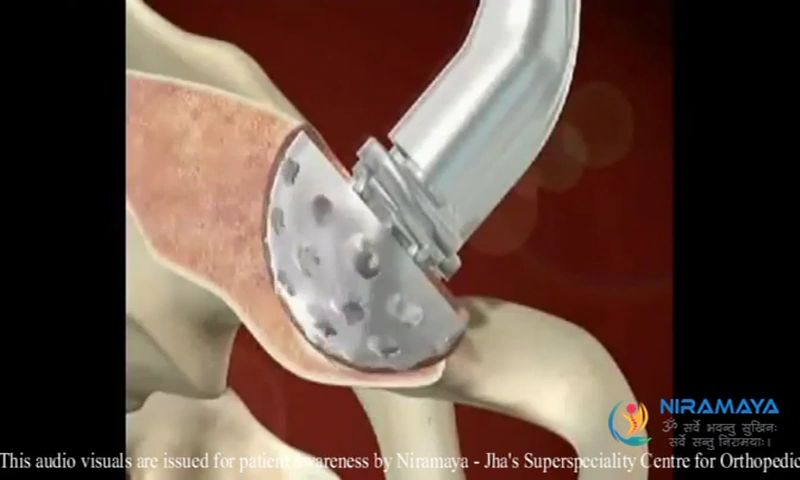 NIRAMAYA
ॐ सर्वे भवन्तु सुखिनः
सर्वे सन्तु निरामयाः।
This audio visuals are issued for patient awareness by Niramaya - Jha's Superspeciality Centre for Orthopedic